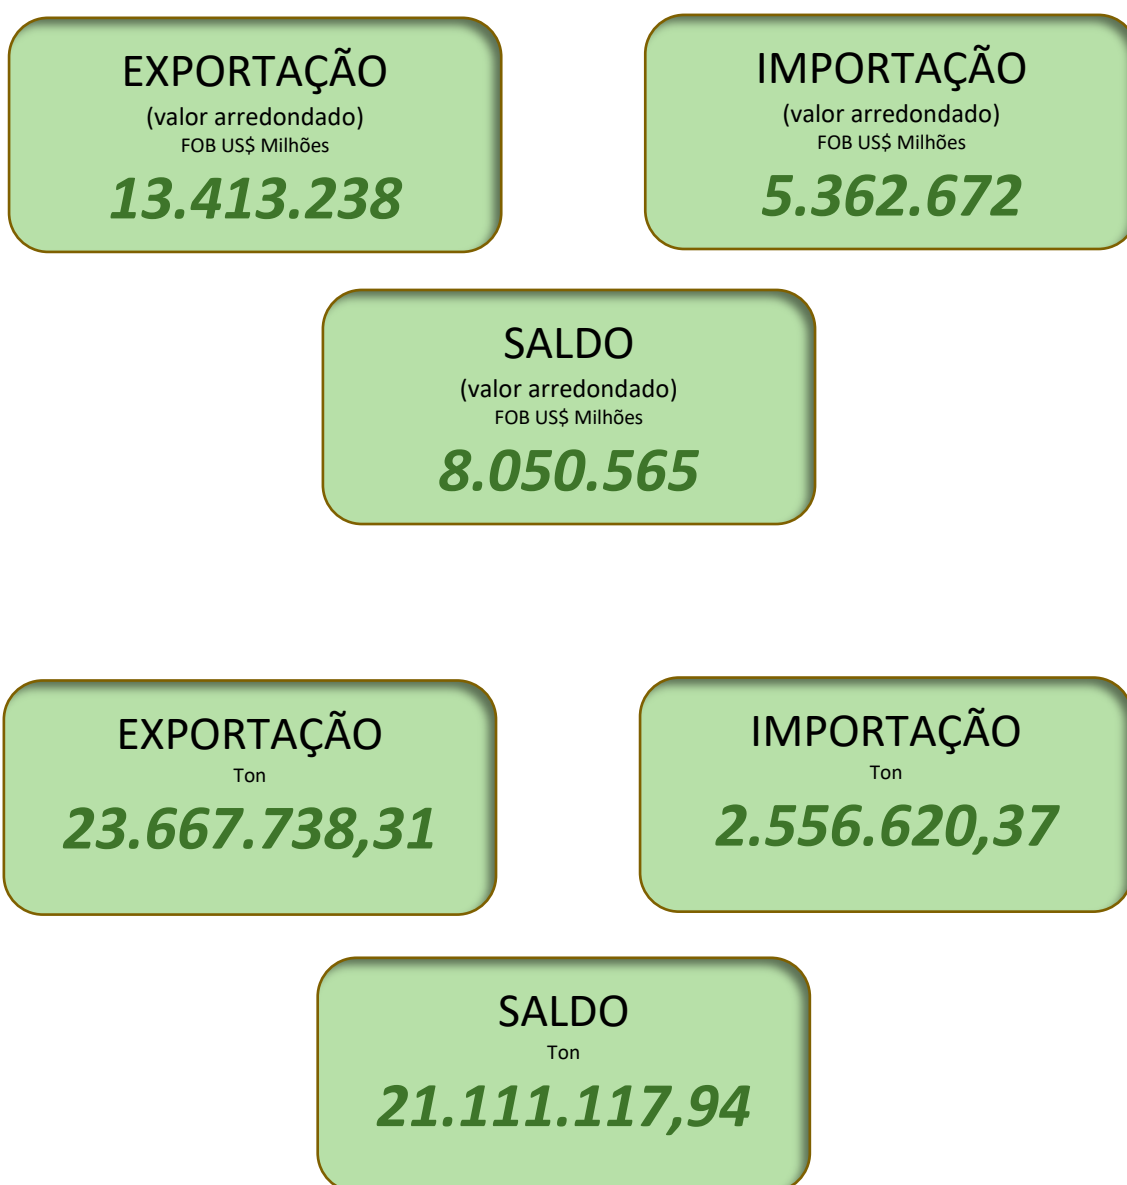 EXPORTAÇÃO
(valor arredondado)
FOB US$ Milhões
13.413.238
IMPORTAÇÃO
(valor arredondado)
FOB US$ Milhões
5.362.672
SALDO
(valor arredondado)
FOB US$ Milhões
8.050.565
EXPORTAÇÃO
Ton
23.667.738,31
IMPORTAÇÃO
Ton
2.556.620,37
SALDO
Ton
21.111.117,94